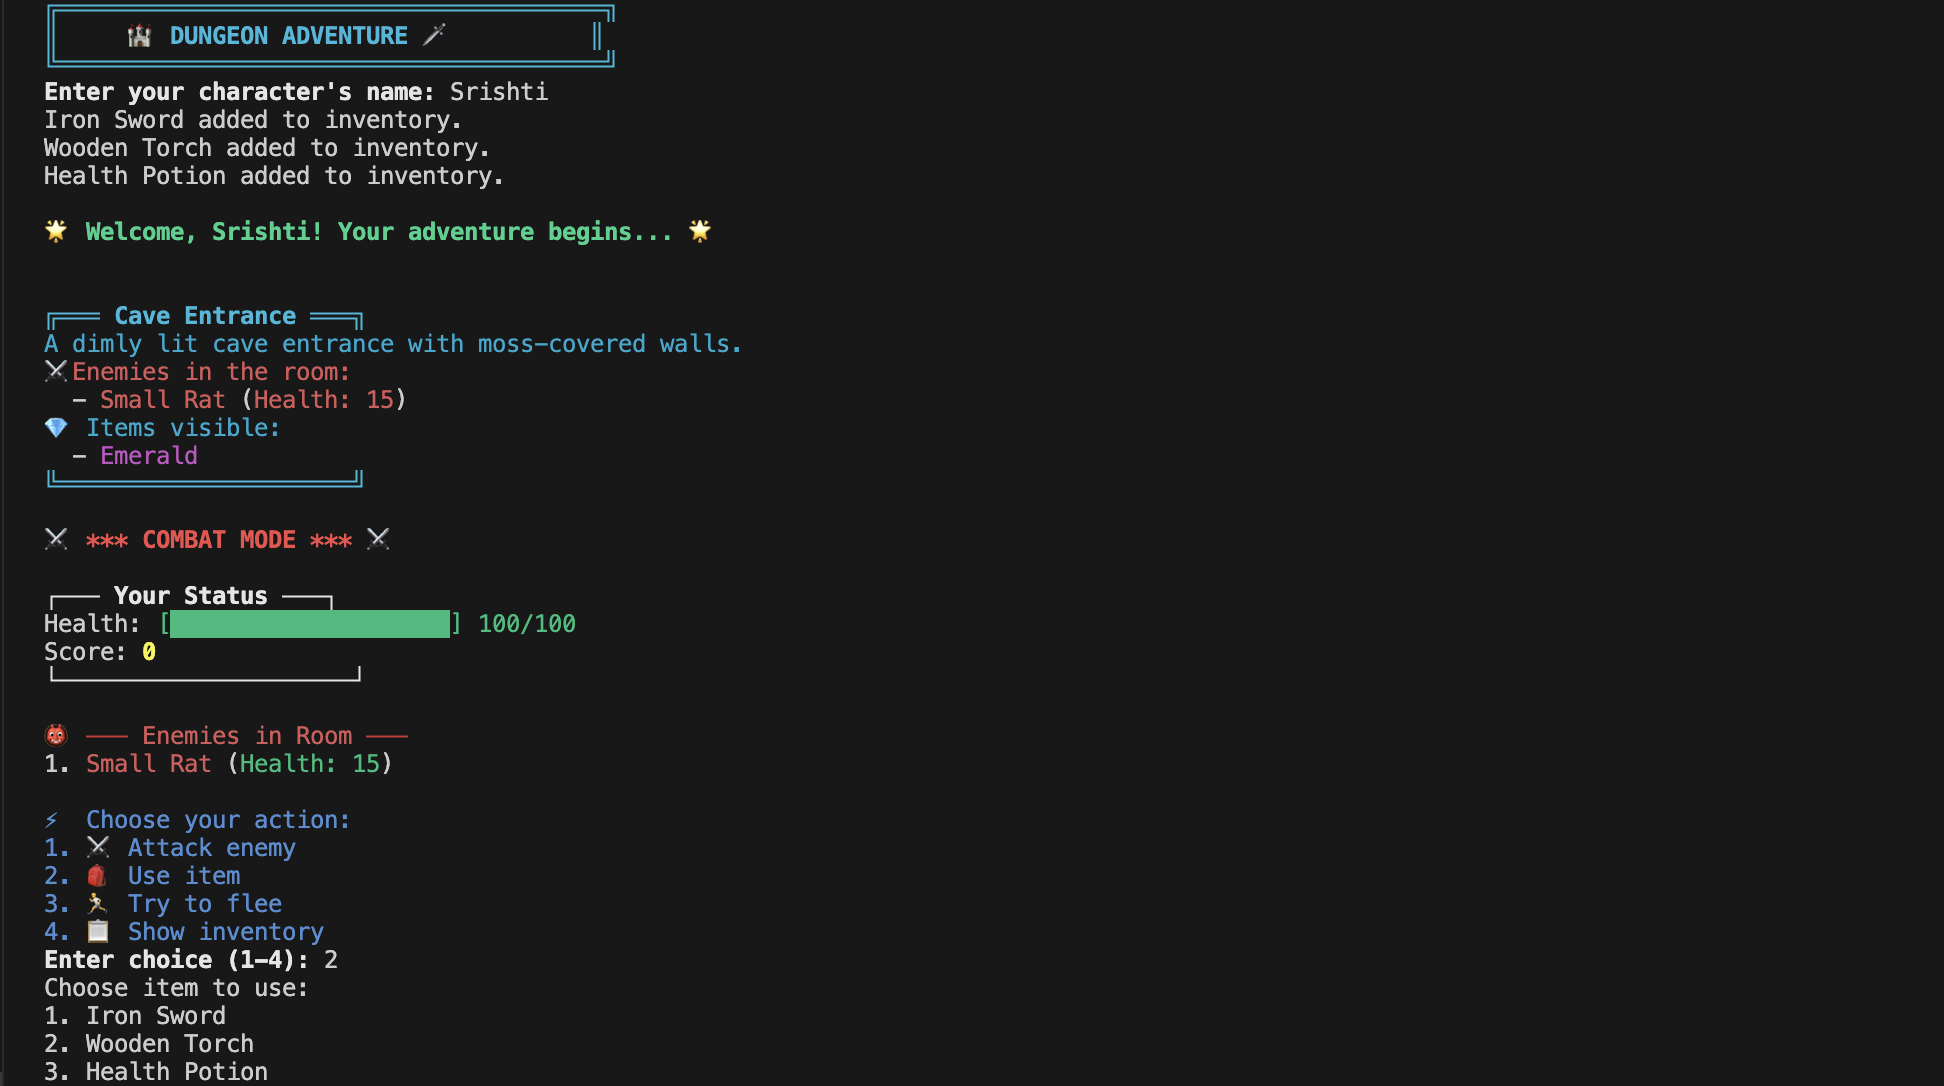 🏰 DUNGEON ADVENTURE 🗡️
Enter your character's name: Srishti
Iron Sword added to inventory.
Wooden Torch added to inventory.
Health Potion added to inventory.
🌟 Welcome, Srishti! Your adventure begins... 🌟
╔═══ Cave Entrance ═══╗
A dimly lit cave entrance with moss-covered walls.
⚔️Enemies in the room:
- Small Rat (Health: 15)
💎 Items visible:
- Emerald
⚔️ *** COMBAT MODE *** ⚔️
┌─── Your Status ───┐
Health: [████████████████████] 100/100
Score: 0
👹 ─── Enemies in Room ───
1. Small Rat (Health: 15)
⚡ Choose your action:
1. ⚔️ Attack enemy
2. 🎒 Use item
3. 🏃 Try to flee
4. 📋 Show inventory
Enter choice (1-4): 2
Choose item to use:
1. Iron Sword
2. Wooden Torch
3. Health Potion